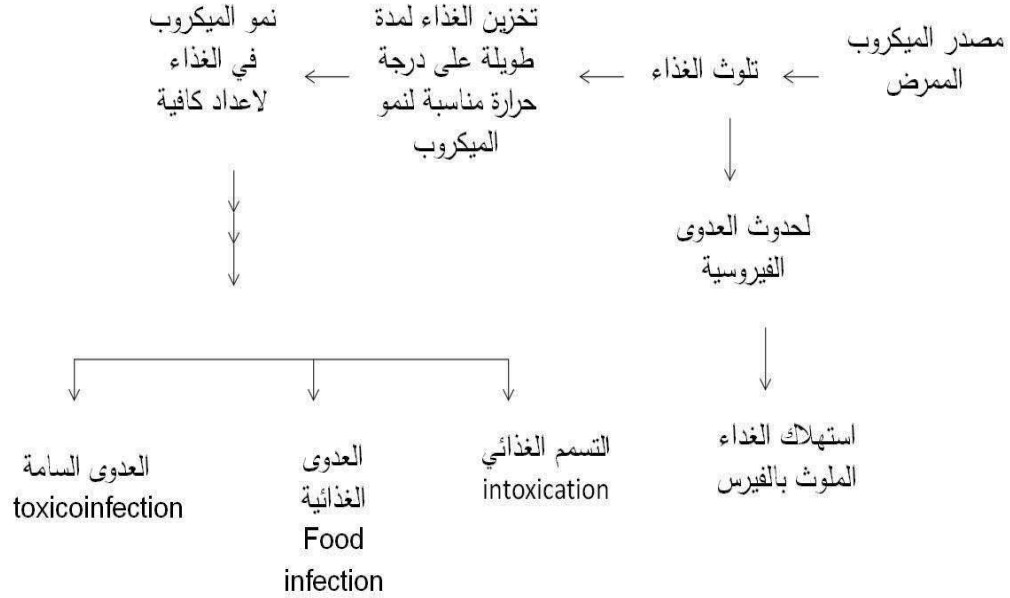 مصدر الميكروب
الممرض
تلوث الغذاء
تخزين الغذاء لمدة
طويلة على درجة
حرارة مناسبة لنمو
الميكروب
نمو الميكروب
في الغذاء
لاعداد كافية
لحدوث العدوى
الفيروسية
استهلاك الغداء
الملوث بالفيرس
التسمم الغذائي
intoxication
العدوى
الغذائية
Food
infection
العدوى السامة
toxicoinfection